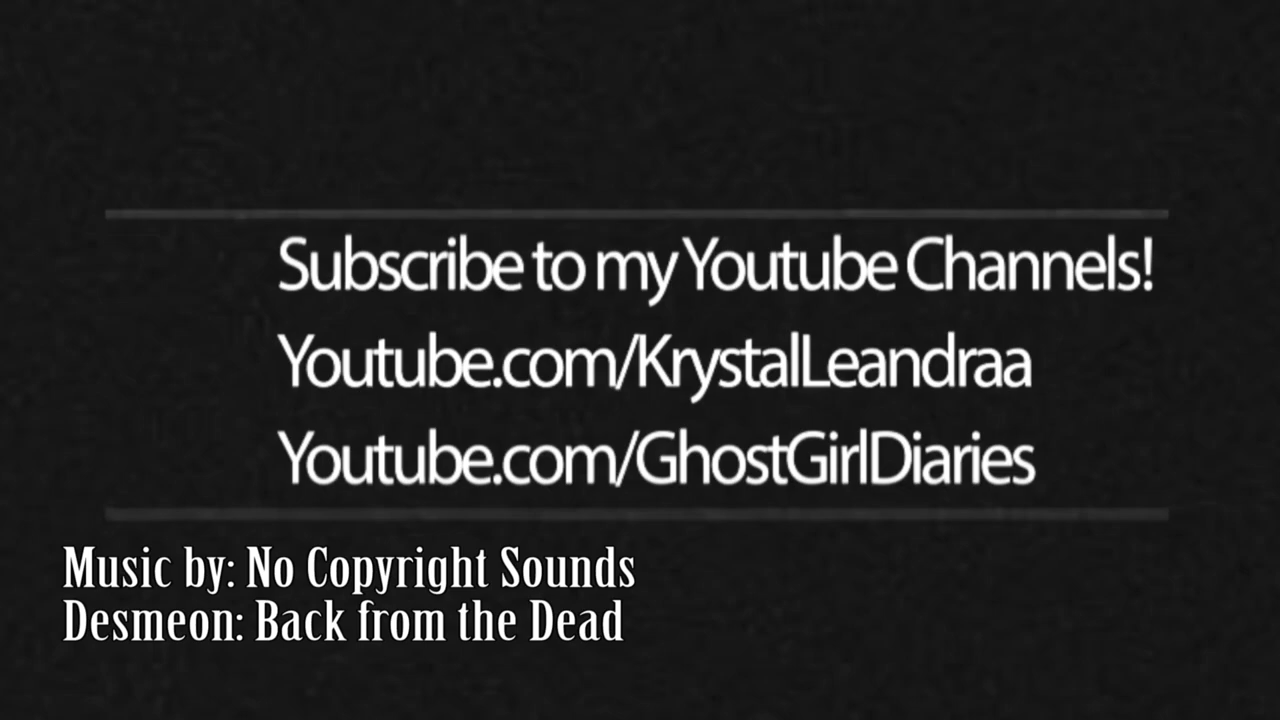 Subscribe to my Youtube Channels!
Youtube.com/KrystalLeandraa
Youtube.com/GhostGirlDiaries
Music by: No Copyright Sounds
Desmeon: Back from the Dead